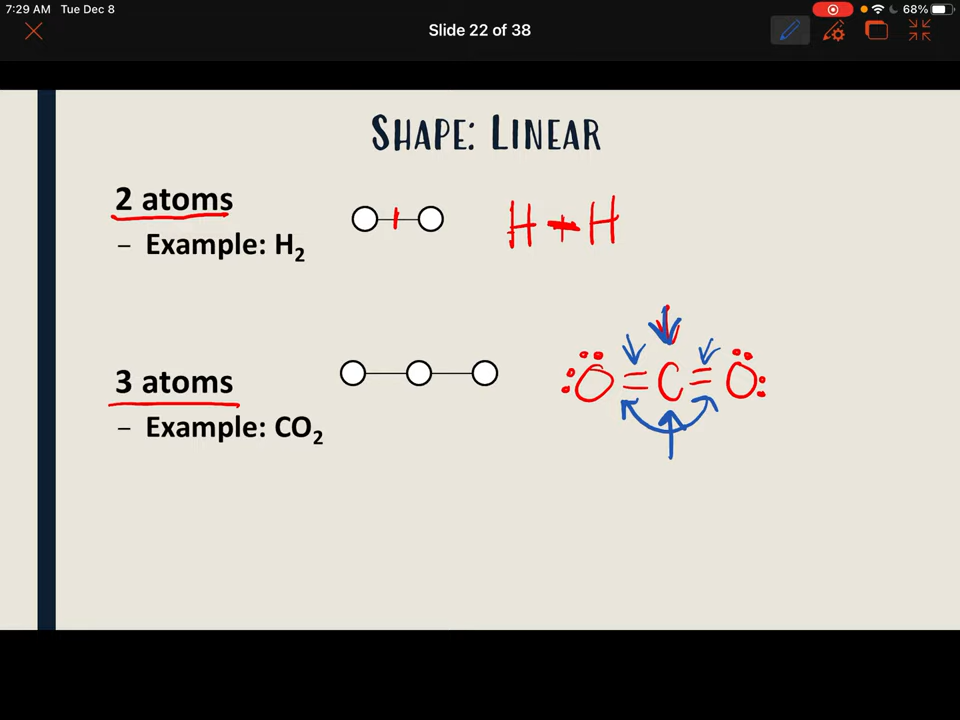 7:29 AM Tue Dec 8
68%
Slide 22 of 38
SHAPE: LINEAR
2 atoms
– Example: H₂
H + H
3 atoms
– Example: CO₂
O = C = O